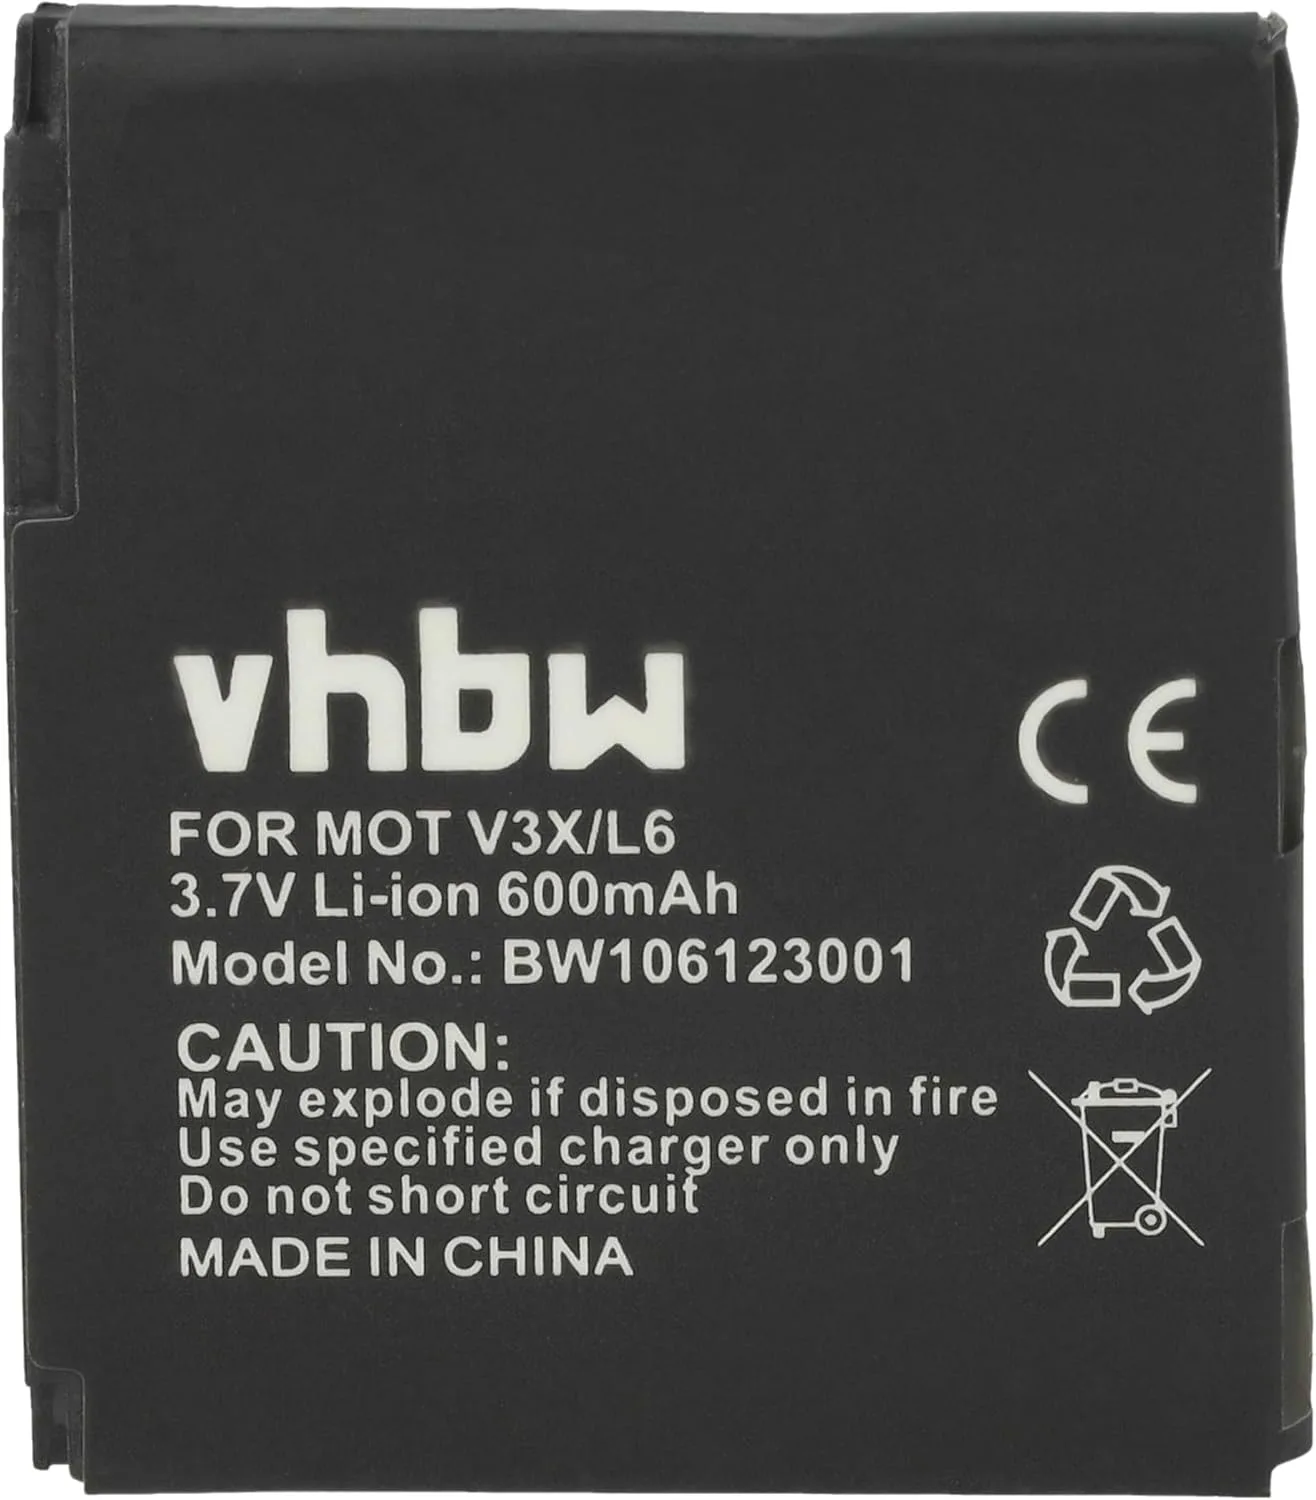 vhbw
CE
FOR MOT V3X/L6
3.7V Li-ion 600mAh
Model No.: BW106123001
CAUTION:
May explode if disposed in fire
Use specified charger only
Do not short circuit
MADE IN CHINA